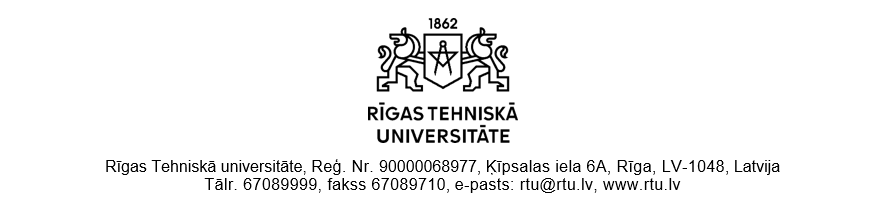 1862
RĪGAS TEHNISKĀ
UNIVERSITĀTE
Rīgas Tehniskā universitāte, Reģ. Nr. 90000068977, Ķīpsalas iela 6A, Rīga, LV-1048, Latvija
Tālr. 67089999, fakss 67089710, e-pasts: rtu@rtu.lv, www.rtu.lv